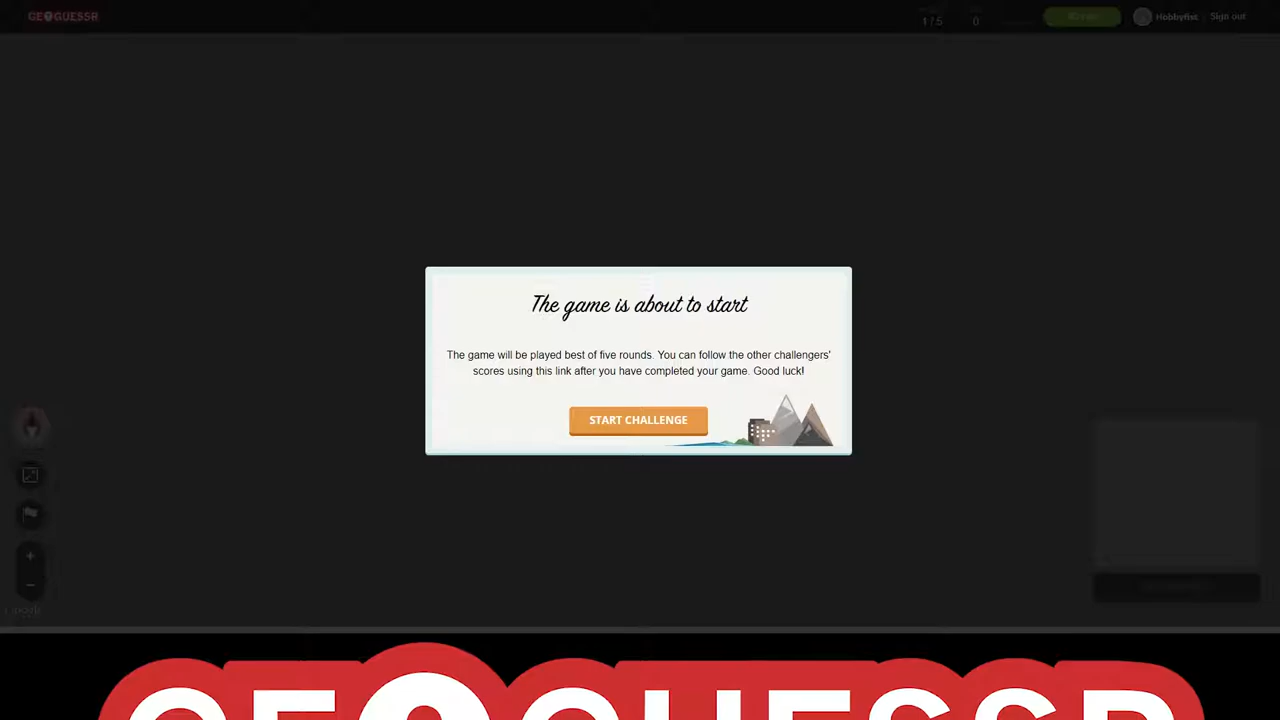 GEOGUESSR
1 / 5
0
Hobbyfist
Sign out
The game is about to start
The game will be played best of five rounds. You can follow the other challengers'
scores using this link after you have completed your game. Good luck!
START CHALLENGE
+
−
GEOGUESSR